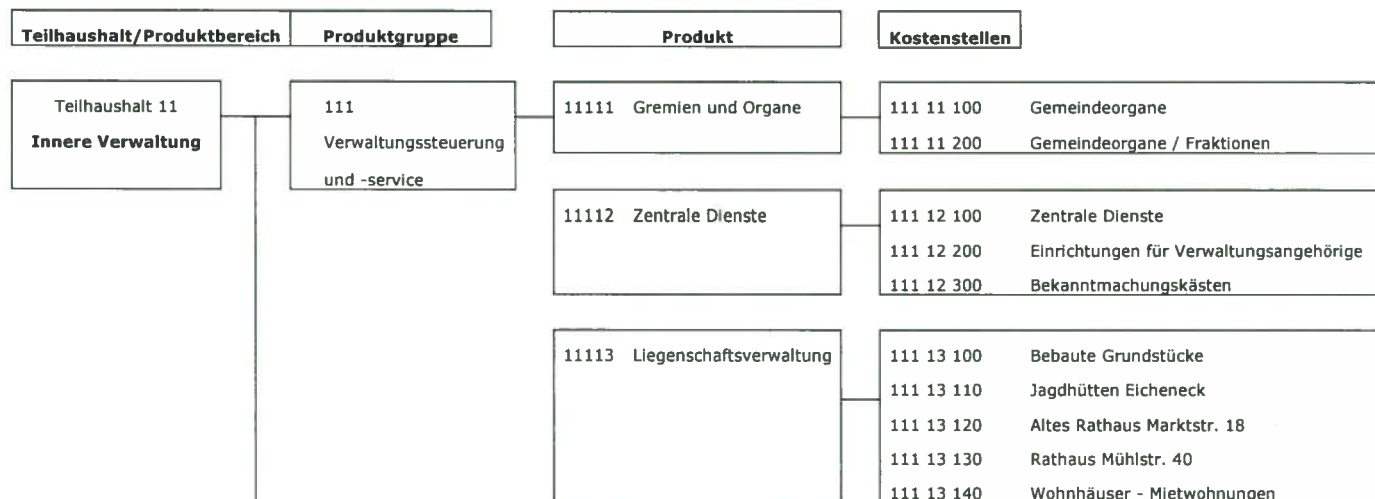 Teilhaushalt/Produktbereich Produktgruppe Produkt Kostenstellen
Teilhaushalt 11 111 11111 Gremien und Organe 111 11 100 Gemeindeorgane
Innere Verwaltung Verwaltungssteuerung 111 11 200 Gemeindeorgane / Fraktionen
und -service
11112 Zentrale Dienste 111 12 100 Zentrale Dienste
111 12 200 Einrichtungen für Verwaltungsangehörige
111 12 300 Bekanntmachungskästen
11113 Liegenschaftsverwaltung 111 13 100 Bebaute Grundstücke
111 13 110 Jagdhütten Eicheneck
111 13 120 Altes Rathaus Marktstr. 18
111 13 130 Rathaus Mühlstr. 40
111 13 140 Wohnhäuser - Mietwohnungen